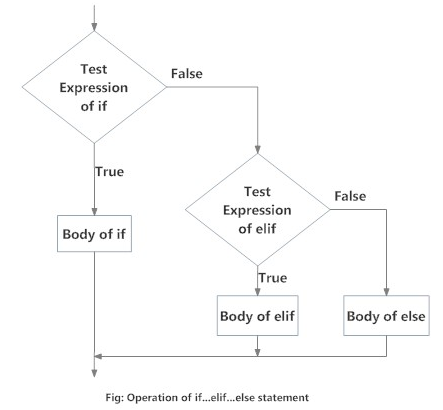 Test
Expression
of if
False
True
Body of if
Test
Expression
of elif
False
True
Body of elif
Body of else
Fig: Operation of if...elif...else statement